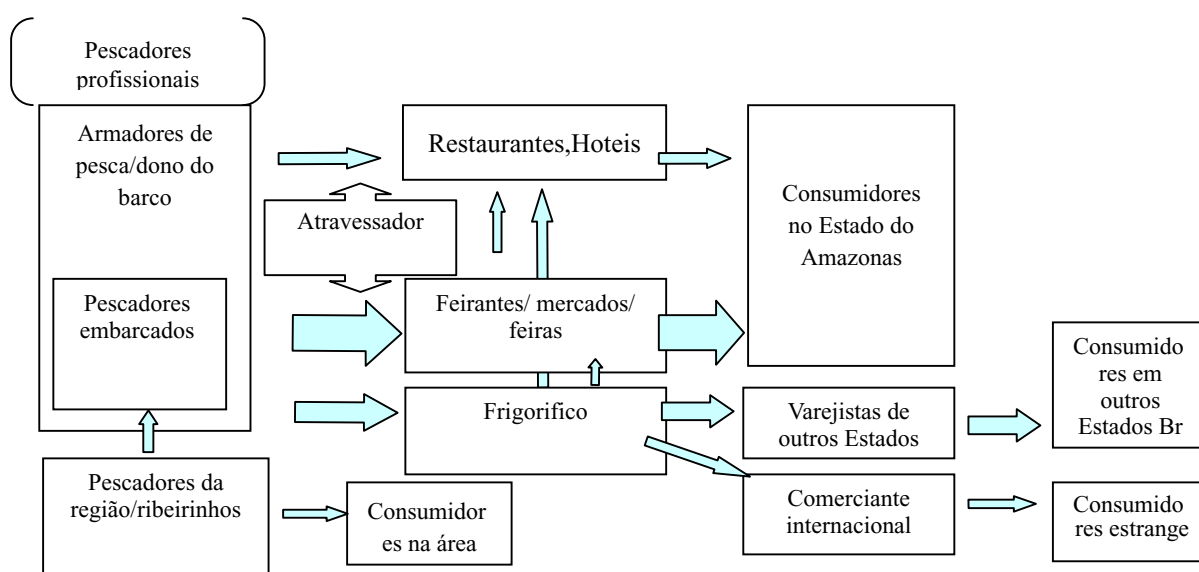 Pescadores
profissionais
Armadores de
pesca/dono do
barco
Pescadores
embarcados
Pescadores da
região/ribeirinhos
Restaurantes,Hoteis
Atravessador
Feirantes/ mercados/
feiras
Frigorifico
Consumidor
es na área
Consumidores
no Estado do
Amazonas
Varejistas de
outros Estados
Comerciante
internacional
Consumido
res em
outros
Estados Br
Consumido
res estrange